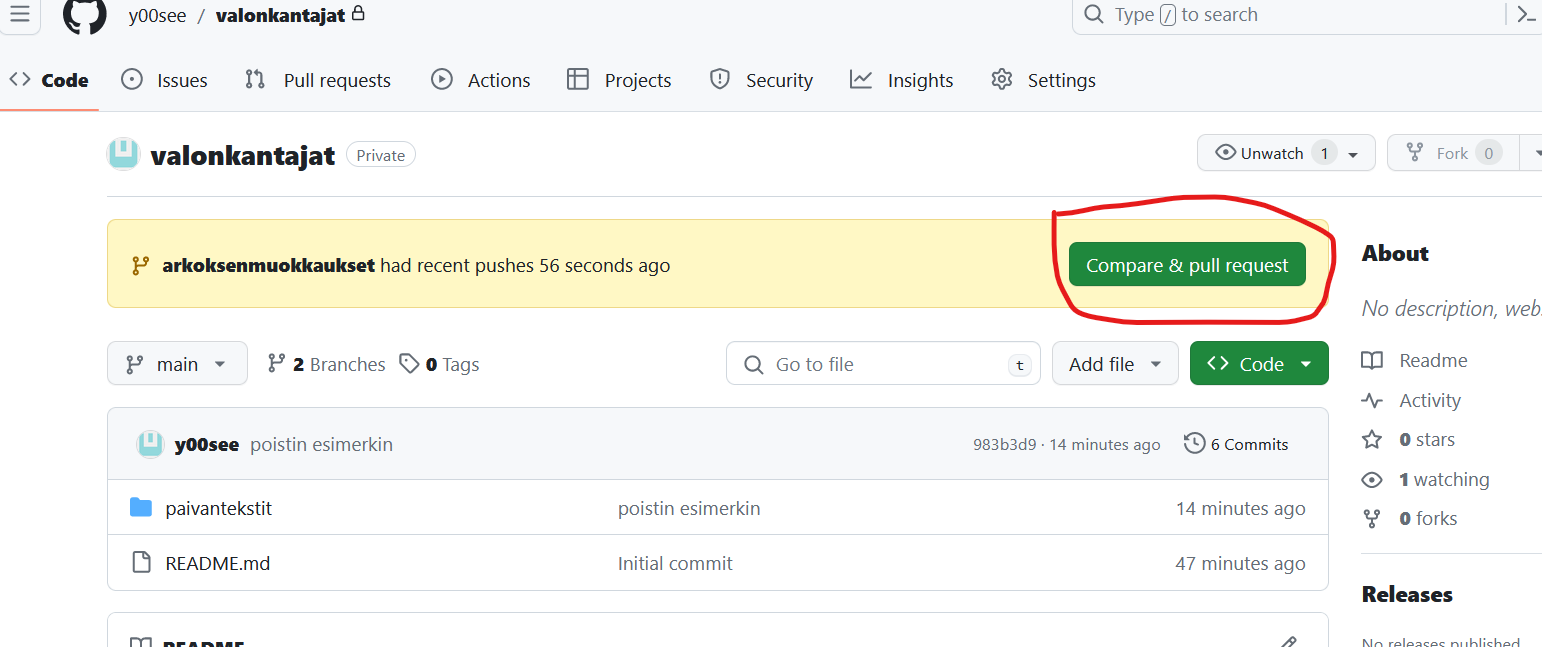 y00see / valonkantajat Type / to search
Code Issues Pull requests Actions Projects Security Insights Settings
valonkantajat Private Unwatch 1 Fork 0
arkoksenmuokkaukset had recent pushes 56 seconds ago Compare & pull request
About
No description, web
main 2 Branches 0 Tags Go to file t Add file Code
Readme
Activity
y00see poistin esimerkin 983b3d9 · 14 minutes ago 6 Commits
0 stars
1 watching
paivantekstit poistin esimerkin 14 minutes ago
0 forks
README.md Initial commit 47 minutes ago
Releases
README
No releases published